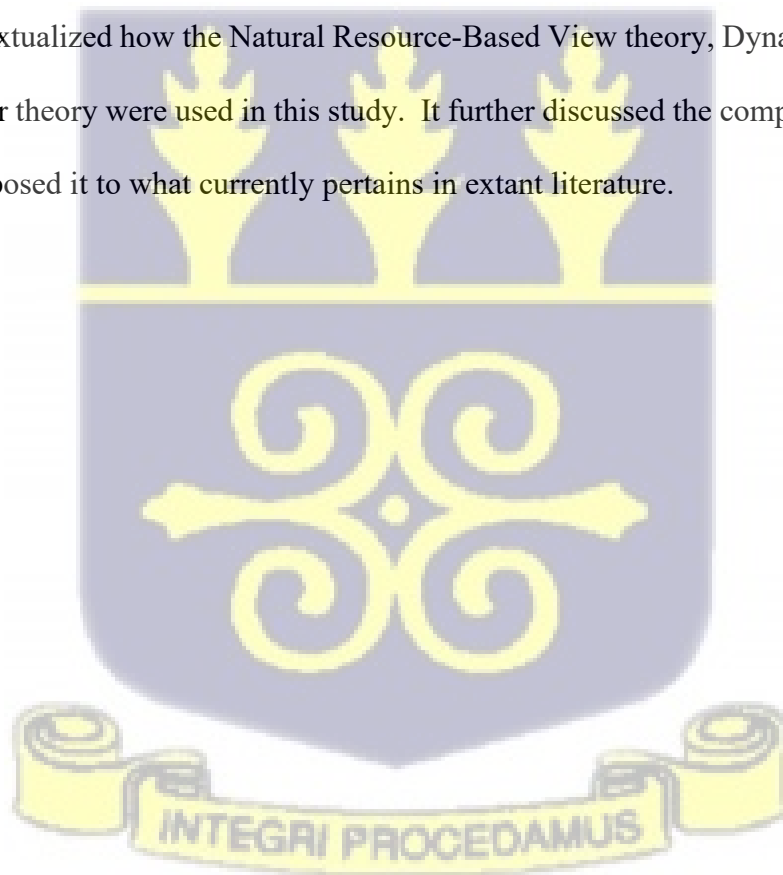 xtualized how the Natural Resource-Based View theory, Dyna
r theory were used in this study. It further discussed the comp
posed it to what currently pertains in extant literature.
INTEGRI PROCEDAMUS